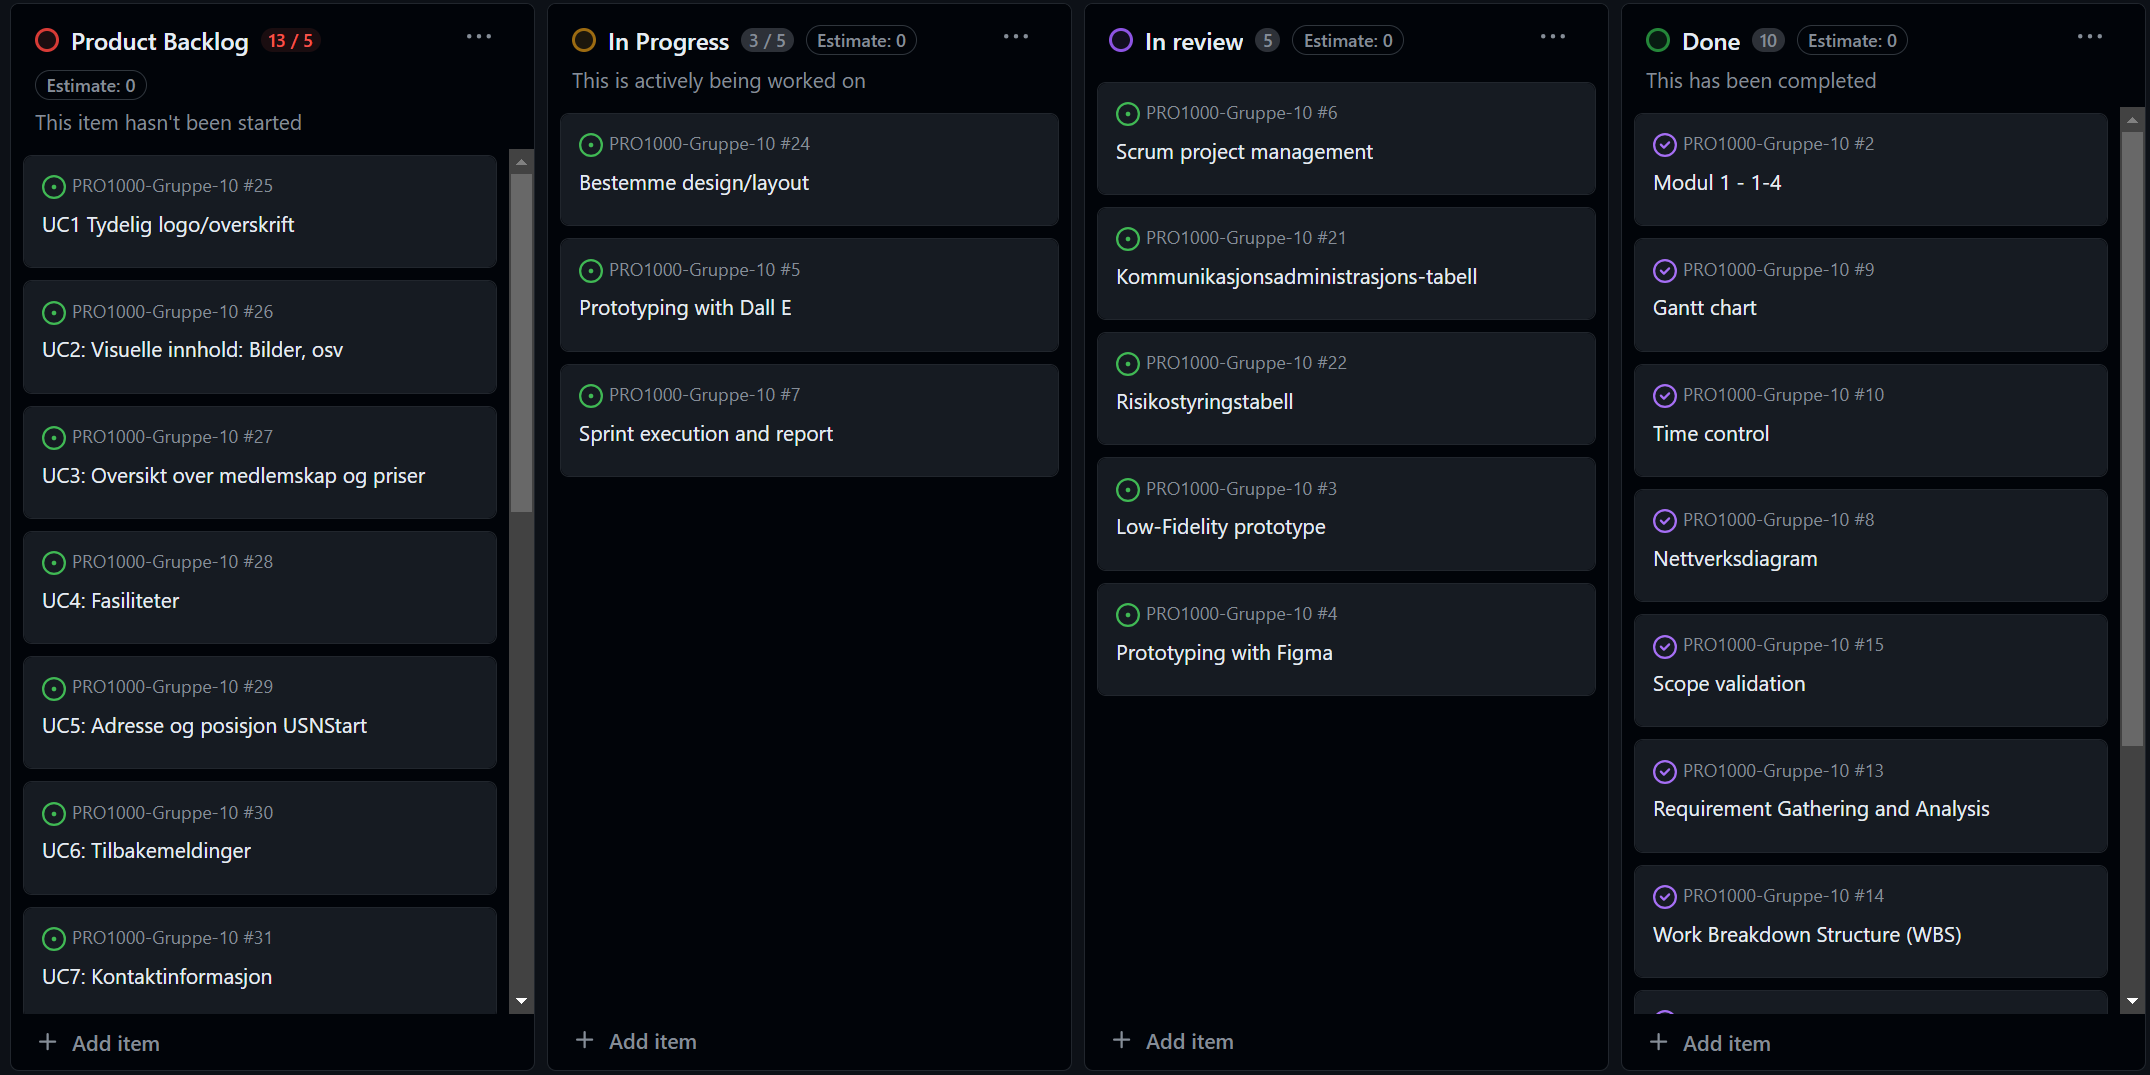 Product Backlog 13 / 5
Estimate: 0
This item hasn't been started
PRO1000-Gruppe-10 #25
UC1 Tydelig logo/overskrift
PRO1000-Gruppe-10 #26
UC2: Visuelle innhold: Bilder, osv
PRO1000-Gruppe-10 #27
UC3: Oversikt over medlemskap og priser
PRO1000-Gruppe-10 #28
UC4: Fasiliteter
PRO1000-Gruppe-10 #29
UC5: Adresse og posisjon USNStart
PRO1000-Gruppe-10 #30
UC6: Tilbakemeldinger
PRO1000-Gruppe-10 #31
UC7: Kontaktinformasjon
+ Add item
In Progress 3 / 5 Estimate: 0
This is actively being worked on
PRO1000-Gruppe-10 #24
Bestemme design/layout
PRO1000-Gruppe-10 #5
Prototyping with Dall E
PRO1000-Gruppe-10 #7
Sprint execution and report
+ Add item
In review 5 Estimate: 0
PRO1000-Gruppe-10 #6
Scrum project management
PRO1000-Gruppe-10 #21
Kommunikasjonsadministrasjons-tabell
PRO1000-Gruppe-10 #22
Risikostyringstabell
PRO1000-Gruppe-10 #3
Low-Fidelity prototype
PRO1000-Gruppe-10 #4
Prototyping with Figma
+ Add item
Done 10 Estimate: 0
This has been completed
PRO1000-Gruppe-10 #2
Modul 1 - 1-4
PRO1000-Gruppe-10 #9
Gantt chart
PRO1000-Gruppe-10 #10
Time control
PRO1000-Gruppe-10 #8
Nettverksdiagram
PRO1000-Gruppe-10 #15
Scope validation
PRO1000-Gruppe-10 #13
Requirement Gathering and Analysis
PRO1000-Gruppe-10 #14
Work Breakdown Structure (WBS)
+ Add item